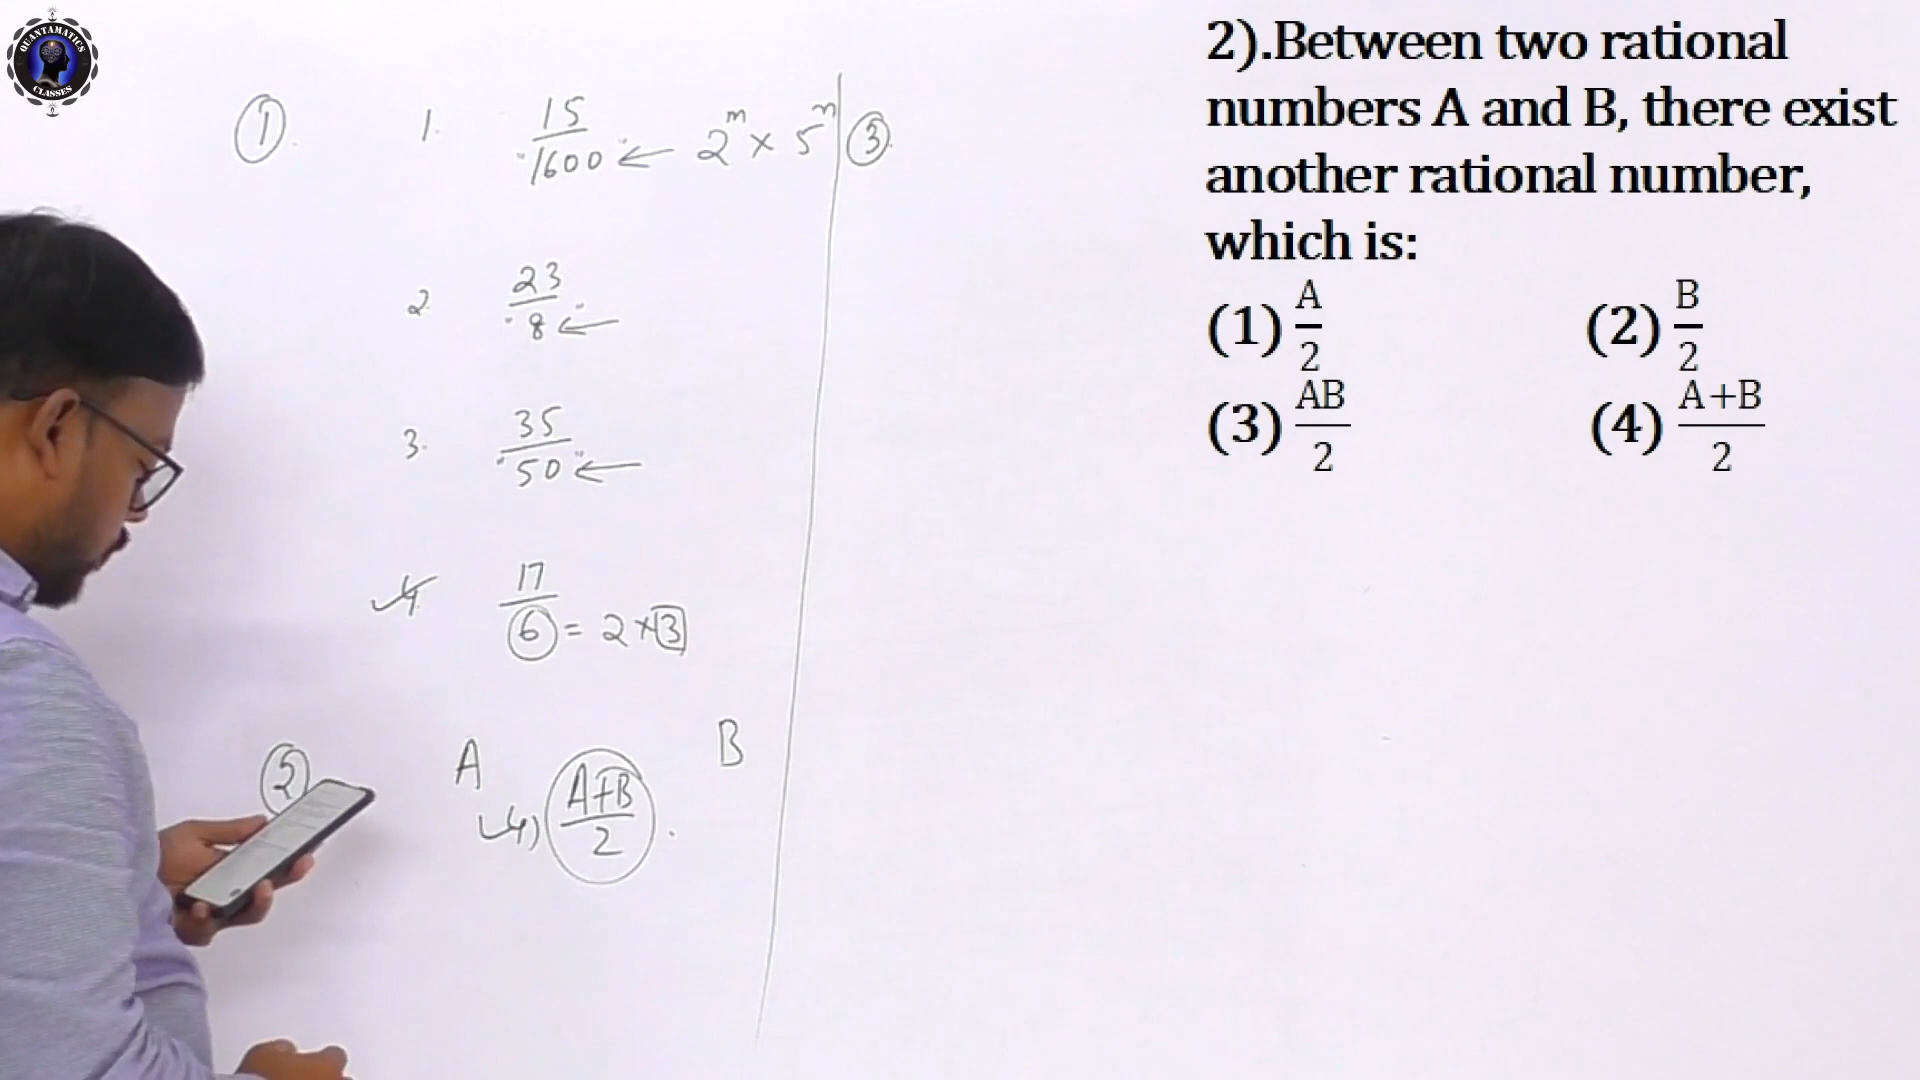 QUANTAMATICS
CLASSES
①. 1. 15/1600 ← 2^m × 5^n ③.
2. 23/8 ←
3. 35/50 ←
4. 17/6 = 2 × 3
② A B
4) (A+B)/2 .
2).Between two rational
numbers A and B, there exist
another rational number,
which is:
(1) A/2 (2) B/2
(3) AB/2 (4) A+B/2